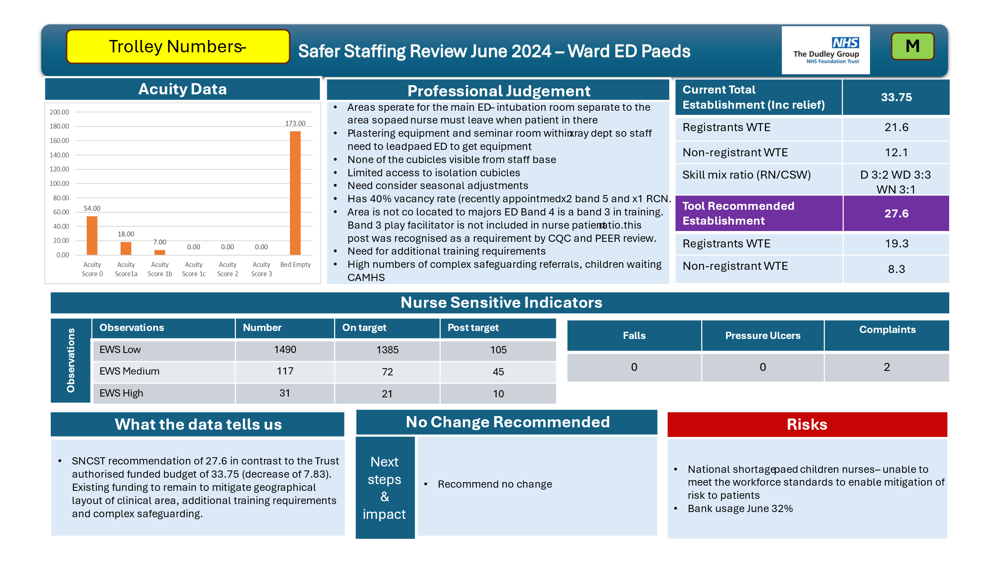 Trolley Numbers-
Safer Staffing Review June 2024 – Ward ED Paeds
NHS
The Dudley Group
NHS Foundation Trust
M
Acuity Data
200.00
180.00
160.00
140.00
120.00
100.00
80.00
60.00
40.00
20.00
0.00
54.00
18.00
7.00
0.00
0.00
0.00
173.00
Acuity Score 0
Acuity Score1a
Acuity Score 1b
Acuity Score 1c
Acuity Score 2
Acuity Score 3
Bed Empty
Professional Judgement
• Areas sperate for the main ED– intubation room separate to the
area so paed nurse must leave when patient in there
• Plastering equipment and seminar room within xray dept so staff
need to lead paed ED to get equipment
• None of the cubicles visible from staff base
• Limited access to isolation cubicles
• Need consider seasonal adjustments
• Has 40% vacancy rate (recently appointmedx2 band 5 and x1 RCN.
• Area is not co located to majors ED Band 4 is a band 3 in training.
Band 3 play facilitator is not included in nurse patient ratio.this
post was recognised as a requirement by CQC and PEER review.
• Need for additional training requirements
• High numbers of complex safeguarding referrals, children waiting
CAMHS
Current Total
Establishment (Inc relief)
33.75
Registrants WTE
21.6
Non-registrant WTE
12.1
Skill mix ratio (RN/CSW)
D 3:2 WD 3:3
WN 3:1
Tool Recommended
Establishment
27.6
Registrants WTE
19.3
Non-registrant WTE
8.3
Nurse Sensitive Indicators
Observations
Observations Number On target Post target
EWS Low 1490 1385 105
EWS Medium 117 72 45
EWS High 31 21 10
Falls Pressure Ulcers Complaints
0 0 2
What the data tells us
• SNCST recommendation of 27.6 in contrast to the Trust
authorised funded budget of 33.75 (decrease of 7.83).
Existing funding to remain to mitigate geographical
layout of clinical area, additional training requirements
and complex safeguarding.
No Change Recommended
Next
steps
&
impact
• Recommend no change
Risks
• National shortage paed children nurses– unable to
meet the workforce standards to enable mitigation of
risk to patients
• Bank usage June 32%